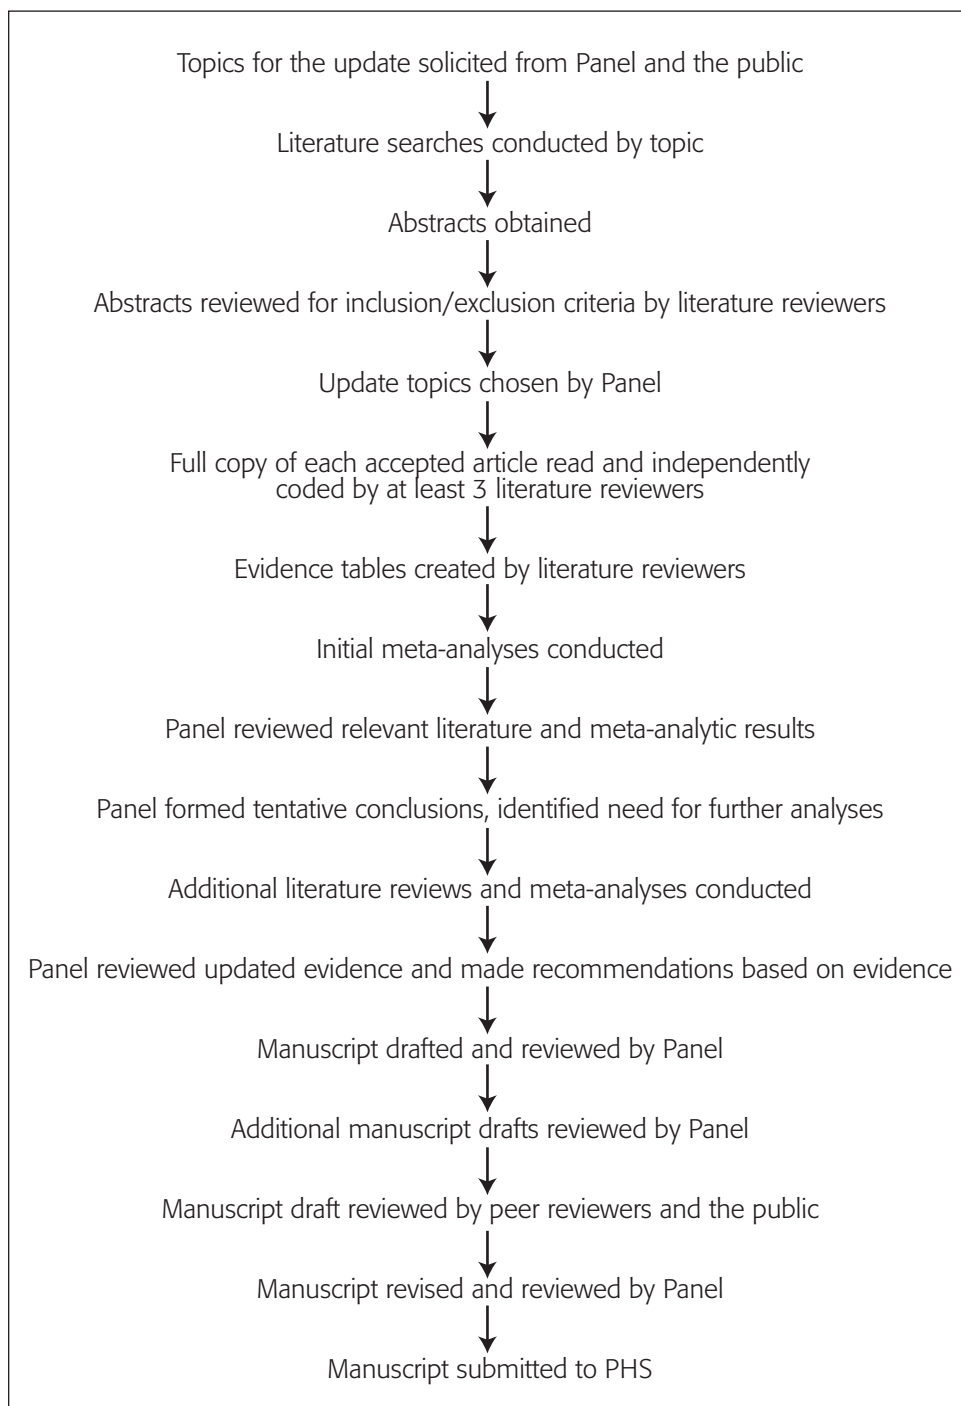 Topics for the update solicited from Panel and the public
Literature searches conducted by topic
Abstracts obtained
Abstracts reviewed for inclusion/exclusion criteria by literature reviewers
Update topics chosen by Panel
Full copy of each accepted article read and independently
coded by at least 3 literature reviewers
Evidence tables created by literature reviewers
Initial meta-analyses conducted
Panel reviewed relevant literature and meta-analytic results
Panel formed tentative conclusions, identified need for further analyses
Additional literature reviews and meta-analyses conducted
Panel reviewed updated evidence and made recommendations based on evidence
Manuscript drafted and reviewed by Panel
Additional manuscript drafts reviewed by Panel
Manuscript draft reviewed by peer reviewers and the public
Manuscript revised and reviewed by Panel
Manuscript submitted to PHS